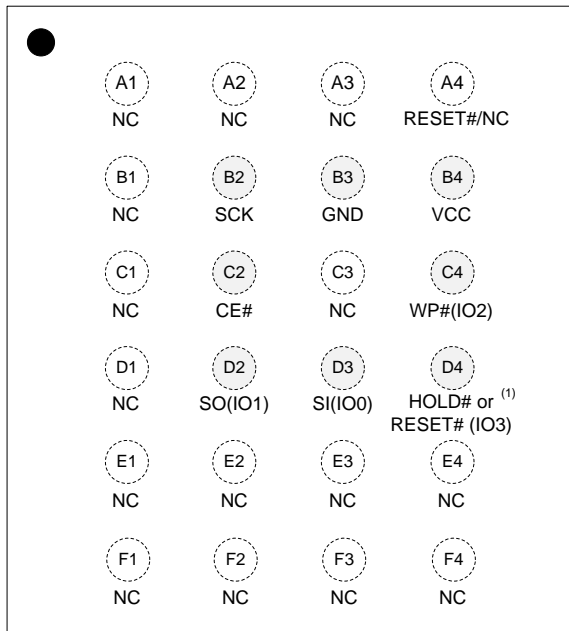 A1 A2 A3 A4
NC NC NC RESET#/NC
B1 B2 B3 B4
NC SCK GND VCC
C1 C2 C3 C4
NC CE# NC WP#(IO2)
D1 D2 D3 D4
NC SO(IO1) SI(IO0) HOLD# or (1)
RESET# (IO3)
E1 E2 E3 E4
NC NC NC NC
F1 F2 F3 F4
NC NC NC NC